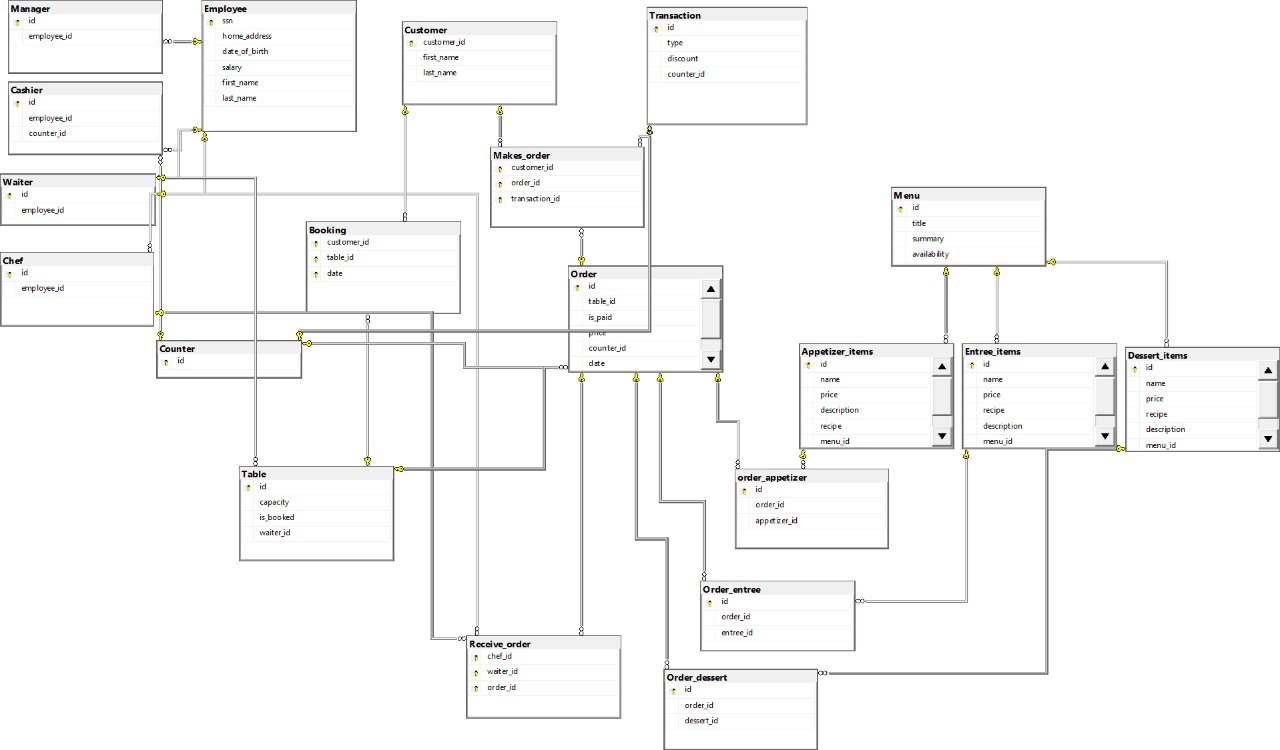 Manager
id
employee_id
Employee
ssn
home_address
date_of_birth
salary
first_name
last_name
Customer
customer_id
first_name
last_name
Transaction
id
type
discount
counter_id
Cashier
id
employee_id
counter_id
Makes_order
customer_id
order_id
transaction_id
Waiter
id
employee_id
Menu
id
title
summary
availability
Booking
customer_id
table_id
date
Chef
id
employee_id
Order
id
table_id
is_paid
price
counter_id
date
Counter
id
Appetizer_items
id
name
price
description
recipe
menu_id
Entree_items
id
name
price
recipe
description
menu_id
Dessert_items
id
name
price
recipe
description
menu_id
Table
id
capacity
is_booked
waiter_id
order_appetizer
id
order_id
appetizer_id
Order_entree
id
order_id
entree_id
Receive_order
chef_id
waiter_id
order_id
Order_dessert
id
order_id
dessert_id